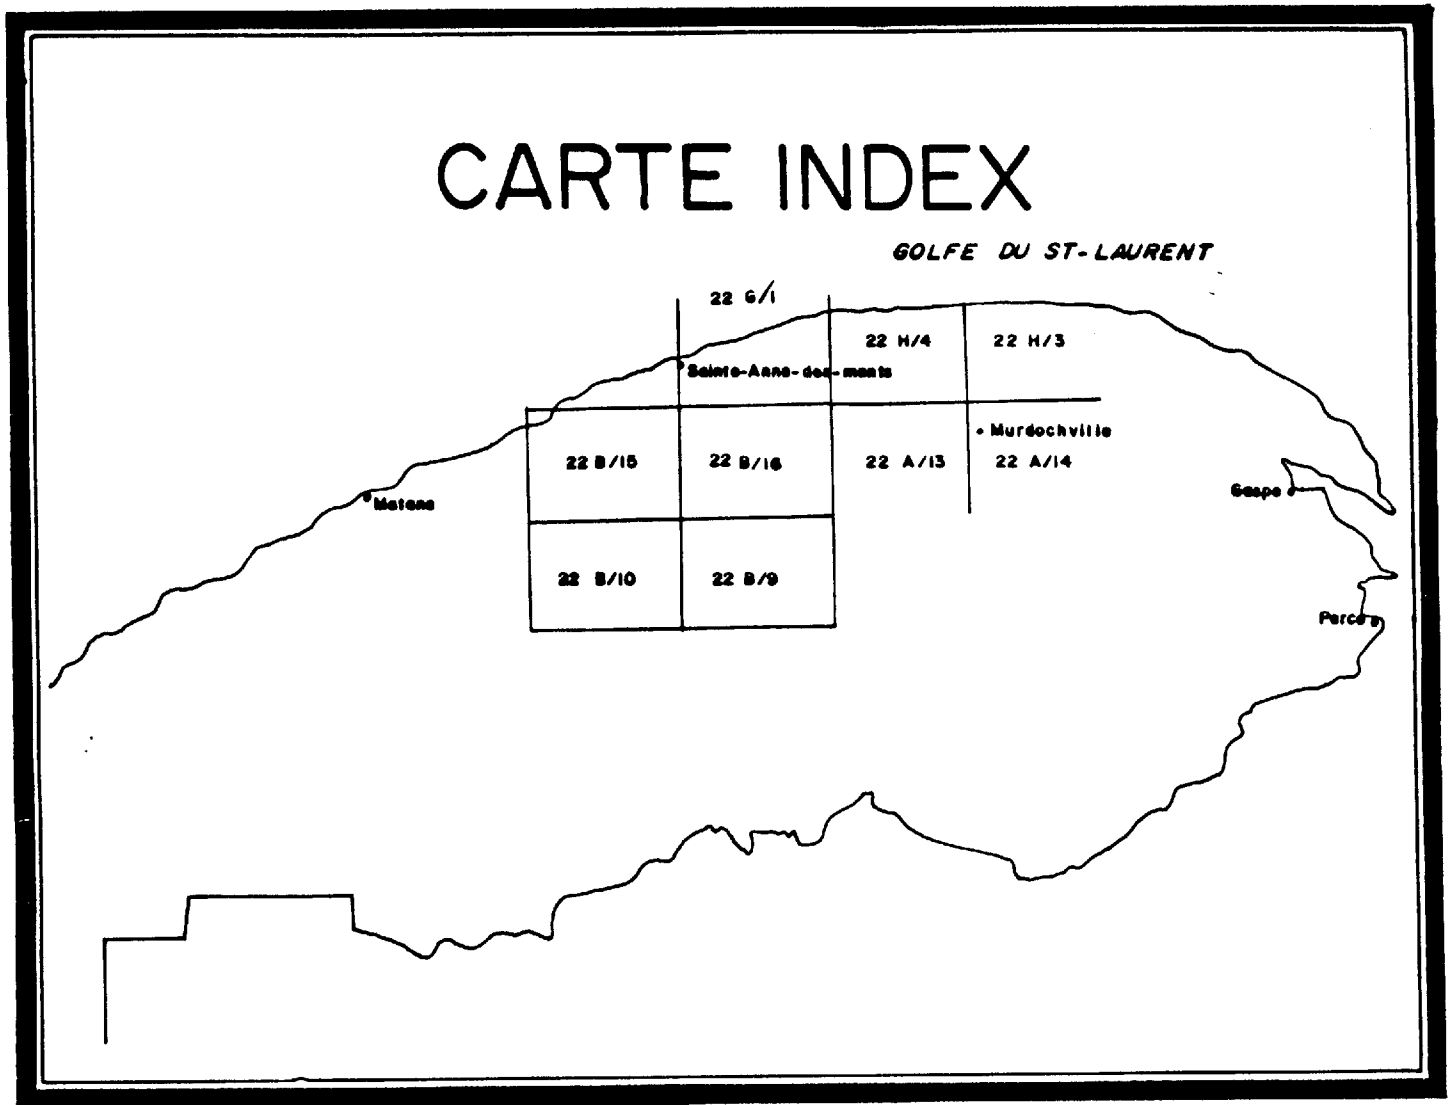 CARTE INDEX
GOLFE DU ST-LAURENT
22 G/1
22 H/4
22 H/3
Sainte-Anne-des-monts
Murdochville
22 B/15
22 B/16
22 A/13
22 A/14
Gaspe
Matane
22 B/10
22 B/9
Perce